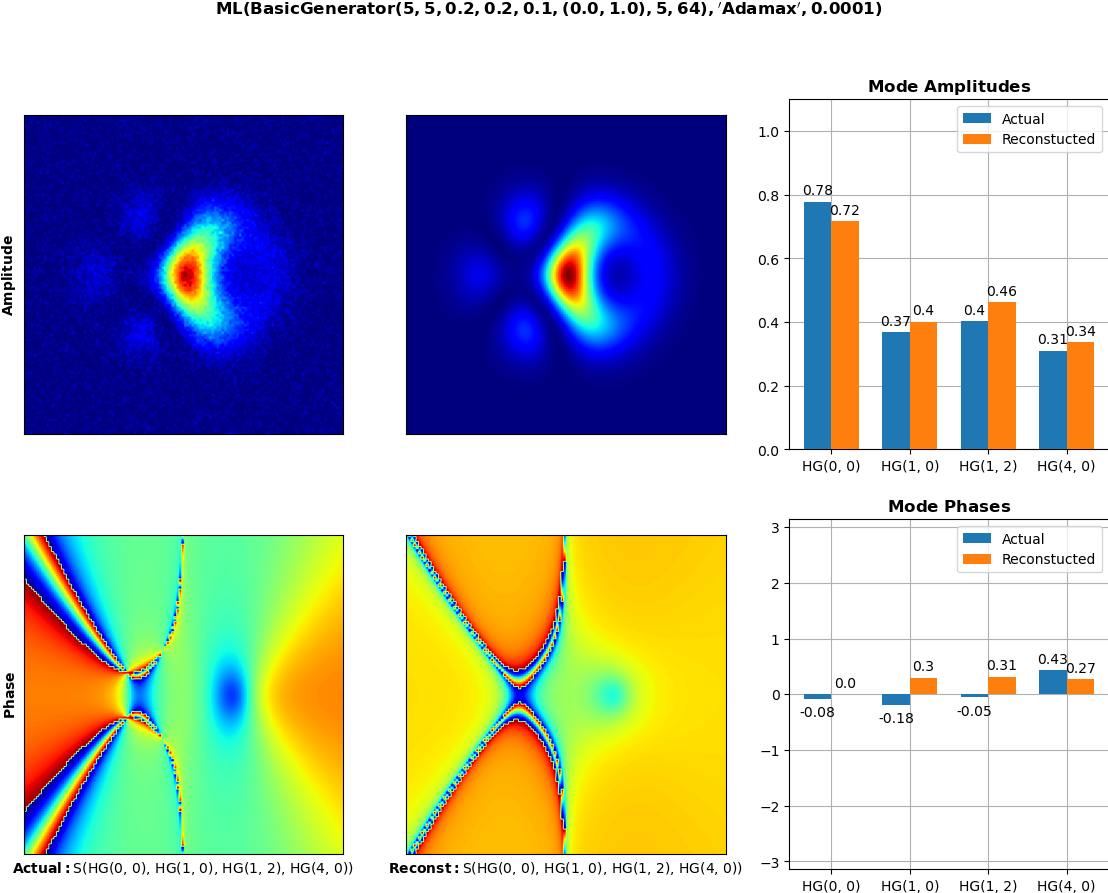 ML(BasicGenerator(5, 5, 0.2, 0.2, 0.1, (0.0, 1.0), 5, 64), ′Adamax′, 0.0001)
Amplitude
Mode Amplitudes
Actual
Reconstucted
1.0
0.8
0.6
0.4
0.2
0.0
0.78
0.72
0.37
0.4
0.4
0.46
0.31
0.34
HG(0, 0)
HG(1, 0)
HG(1, 2)
HG(4, 0)
Phase
Actual: S(HG(0, 0), HG(1, 0), HG(1, 2), HG(4, 0))
Reconst: S(HG(0, 0), HG(1, 0), HG(1, 2), HG(4, 0))
Mode Phases
Actual
Reconstucted
3
2
1
0
−1
−2
−3
-0.08
0.0
-0.18
0.3
-0.05
0.31
0.43
0.27
HG(0, 0)
HG(1, 0)
HG(1, 2)
HG(4, 0)